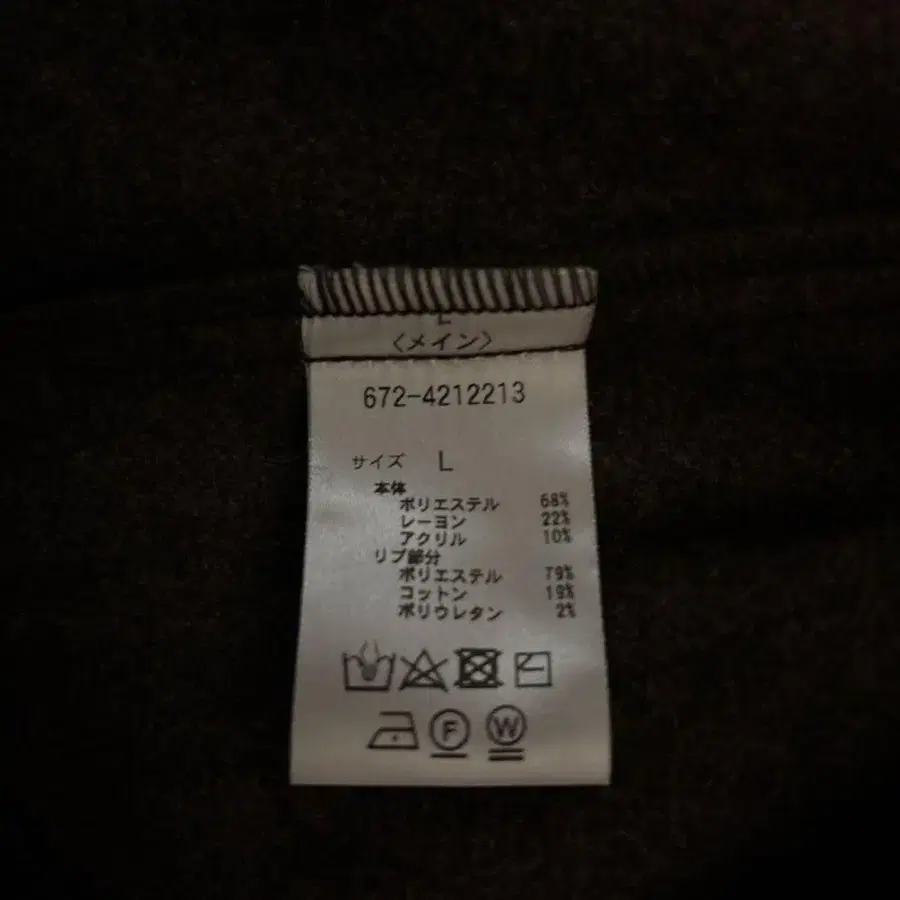 L
〈メイン〉
672-4212213
サイズ L
本体
ポリエステル 68%
レーヨン 22%
アクリル 10%
リブ部分
ポリエステル 79%
コットン 19%
ポリウレタン 2%
F W